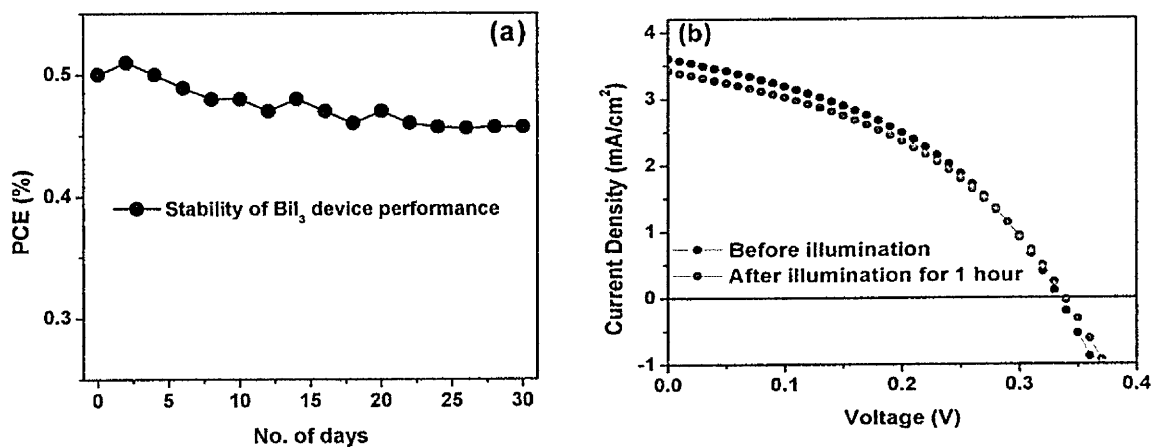 (a)
0.5
0.4
0.3
PCE (%)
Stability of BiI3 device performance
0 5 10 15 20 25 30
No. of days
(b)
4
3
2
1
0
-1
Current Density (mA/cm2)
Before illumination
After illumination for 1 hour
0.0 0.1 0.2 0.3 0.4
Voltage (V)